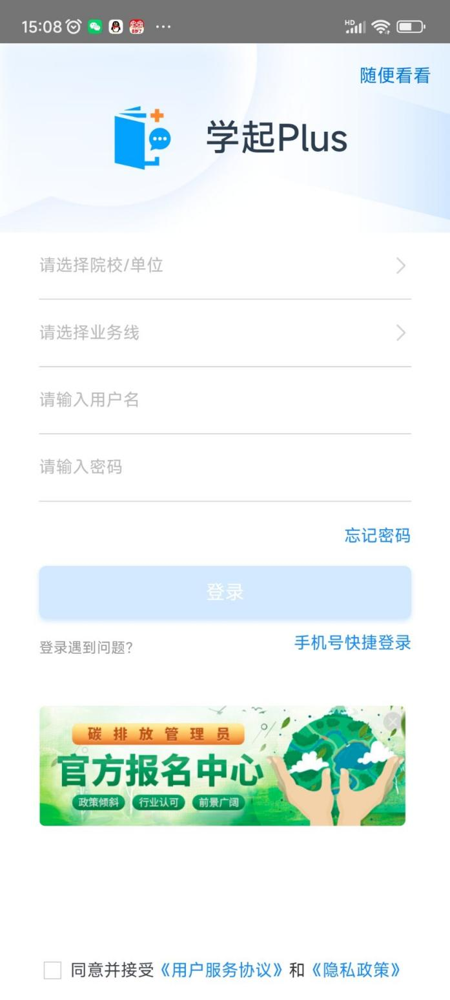 15:08
HD
随便看看
学起Plus
请选择院校/单位
请选择业务线
请输入用户名
请输入密码
忘记密码
登录
登录遇到问题？
手机号快捷登录
碳排放管理员
官方报名中心
政策倾斜 行业认可 前景广阔
同意并接受《用户服务协议》和《隐私政策》